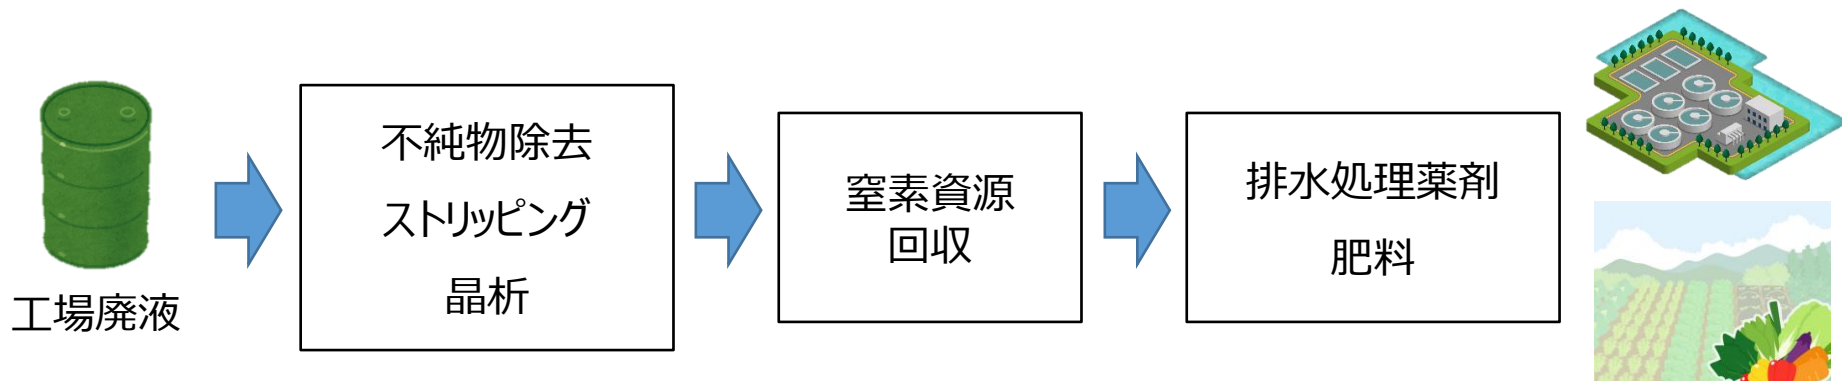 工場廃液
不純物除去
ストリッピング
晶析
窒素資源
回収
排水処理薬剤
肥料